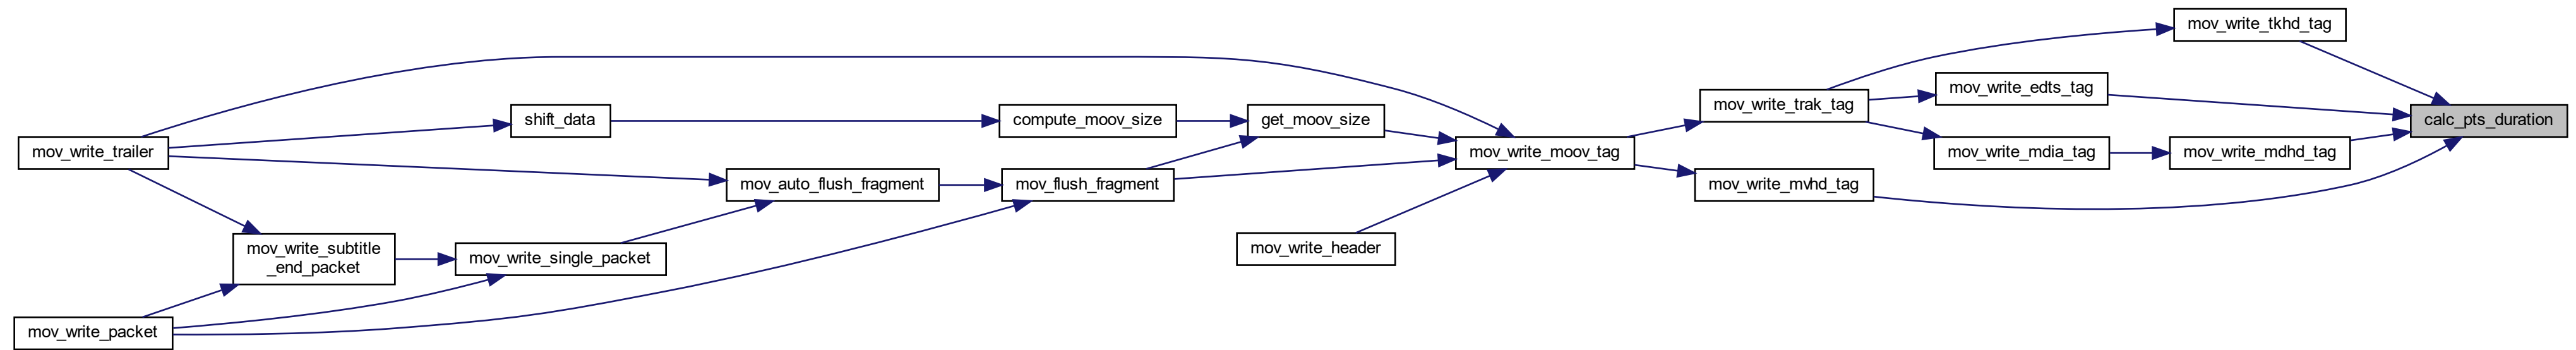 mov_write_tkhd_tag
mov_write_edts_tag
mov_write_trak_tag
calc_pts_duration
shift_data
compute_moov_size
get_moov_size
mov_write_trailer
mov_write_moov_tag
mov_write_mdia_tag
mov_write_mdhd_tag
mov_auto_flush_fragment
mov_flush_fragment
mov_write_mvhd_tag
mov_write_subtitle
_end_packet
mov_write_single_packet
mov_write_header
mov_write_packet